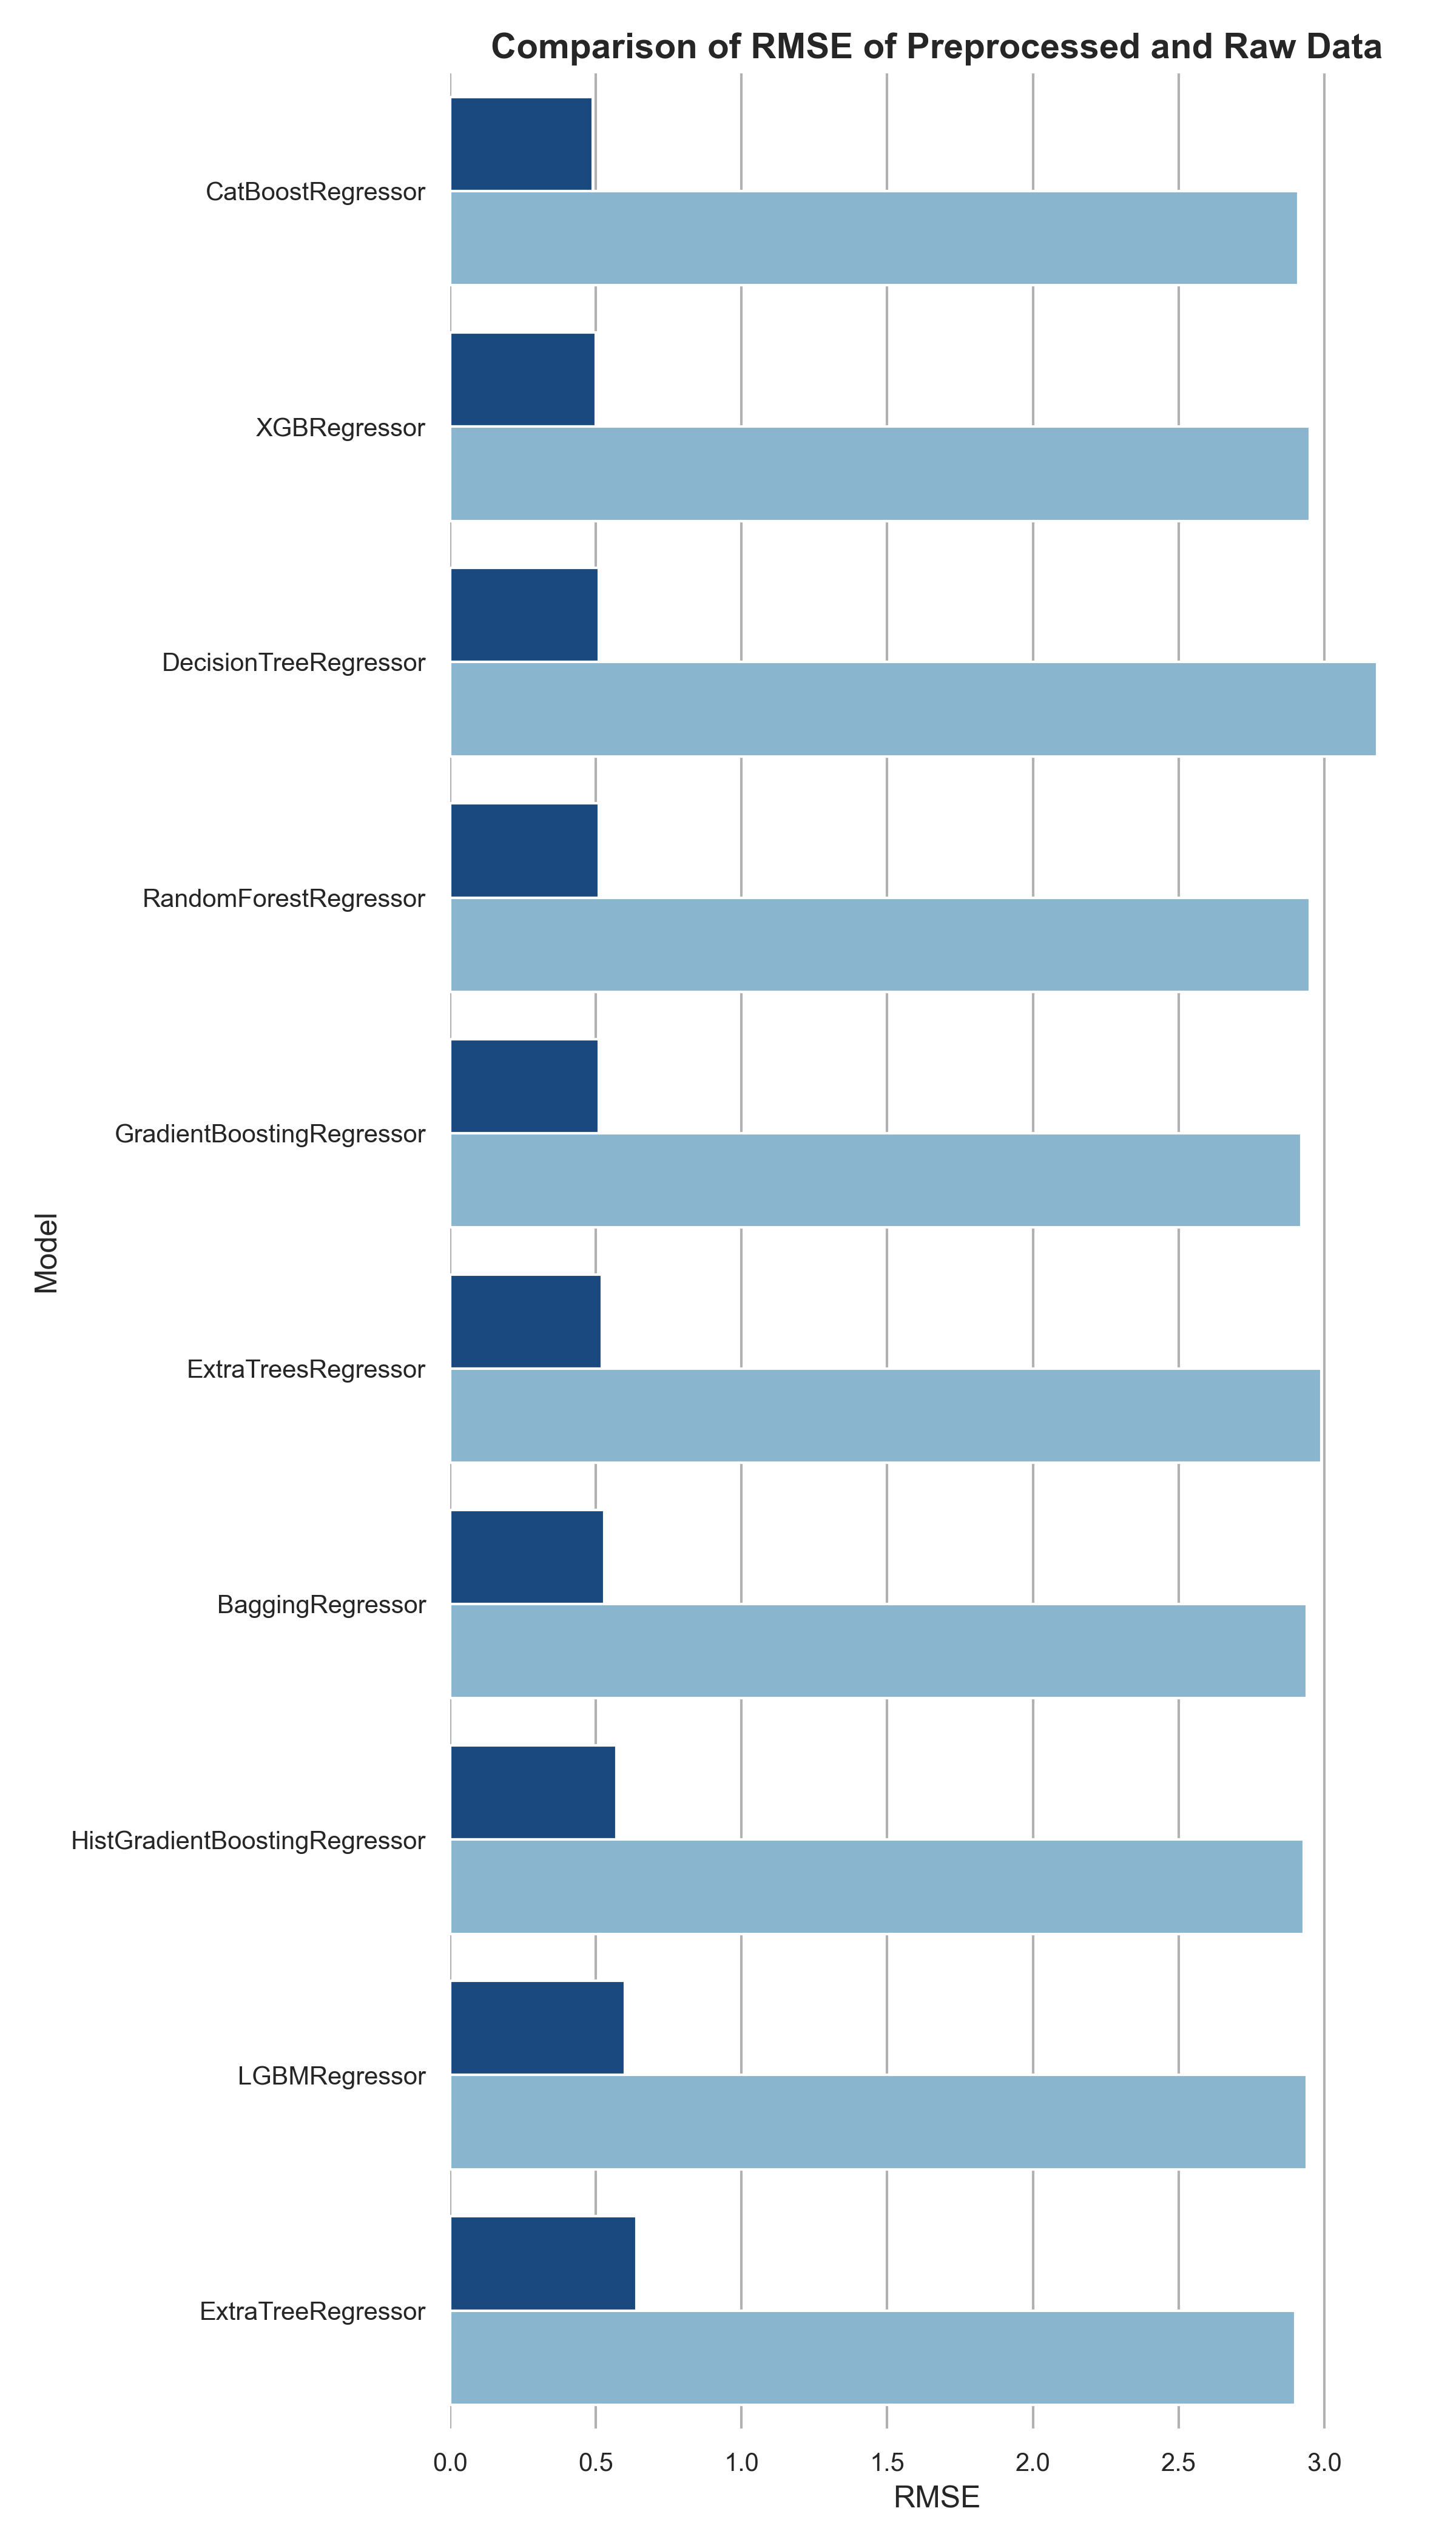 Comparison of RMSE of Preprocessed and Raw Data
CatBoostRegressor
XGBRegressor
DecisionTreeRegressor
RandomForestRegressor
GradientBoostingRegressor
Model
ExtraTreesRegressor
BaggingRegressor
HistGradientBoostingRegressor
LGBMRegressor
ExtraTreeRegressor
0.0 0.5 1.0 1.5 2.0 2.5 3.0
RMSE